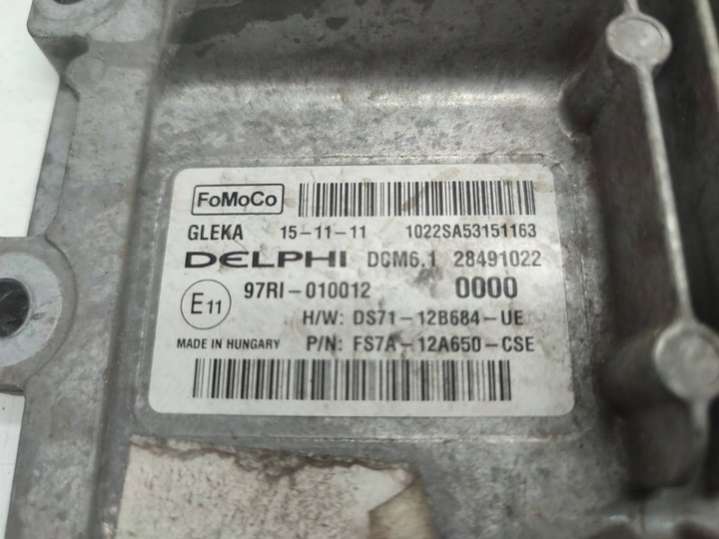 FoMoCo
GLEKA 15-11-11 1022SA53151163
DELPHI DCM6.1 28491022
E11 97RI-010012 0000
H/W: DS71-12B684-UE
MADE IN HUNGARY P/N: FS7A-12A650-CSE